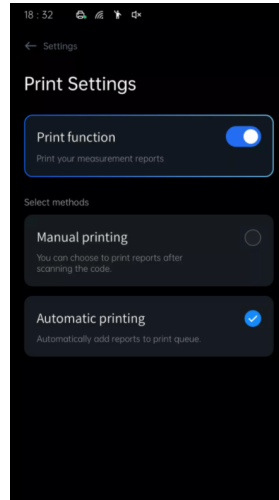 18 : 32
Settings
Print Settings
Print function
Print your measurement reports
Select methods
Manual printing
You can choose to print reports after
scanning the code.
Automatic printing
Automatically add reports to print queue.